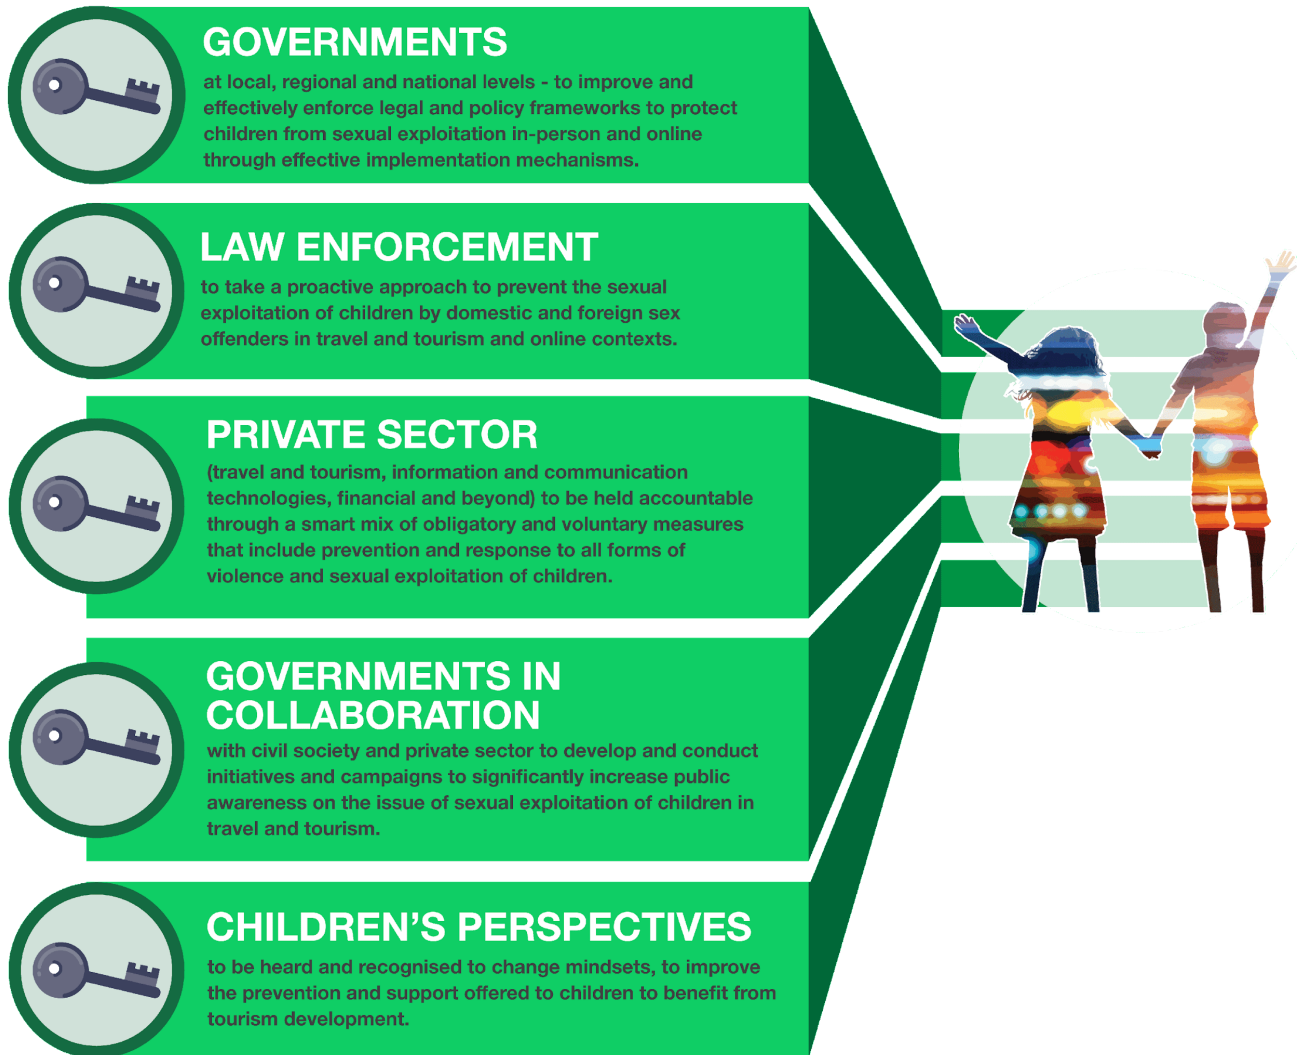 GOVERNMENTS
at local, regional and national levels - to improve and
effectively enforce legal and policy frameworks to protect
children from sexual exploitation in-person and online
through effective implementation mechanisms.
LAW ENFORCEMENT
to take a proactive approach to prevent the sexual
exploitation of children by domestic and foreign sex
offenders in travel and tourism and online contexts.
PRIVATE SECTOR
(travel and tourism, information and communication
technologies, financial and beyond) to be held accountable
through a smart mix of obligatory and voluntary measures
that include prevention and response to all forms of
violence and sexual exploitation of children.
GOVERNMENTS IN
COLLABORATION
with civil society and private sector to develop and conduct
initiatives and campaigns to significantly increase public
awareness on the issue of sexual exploitation of children in
travel and tourism.
CHILDREN’S PERSPECTIVES
to be heard and recognised to change mindsets, to improve
the prevention and support offered to children to benefit from
tourism development.